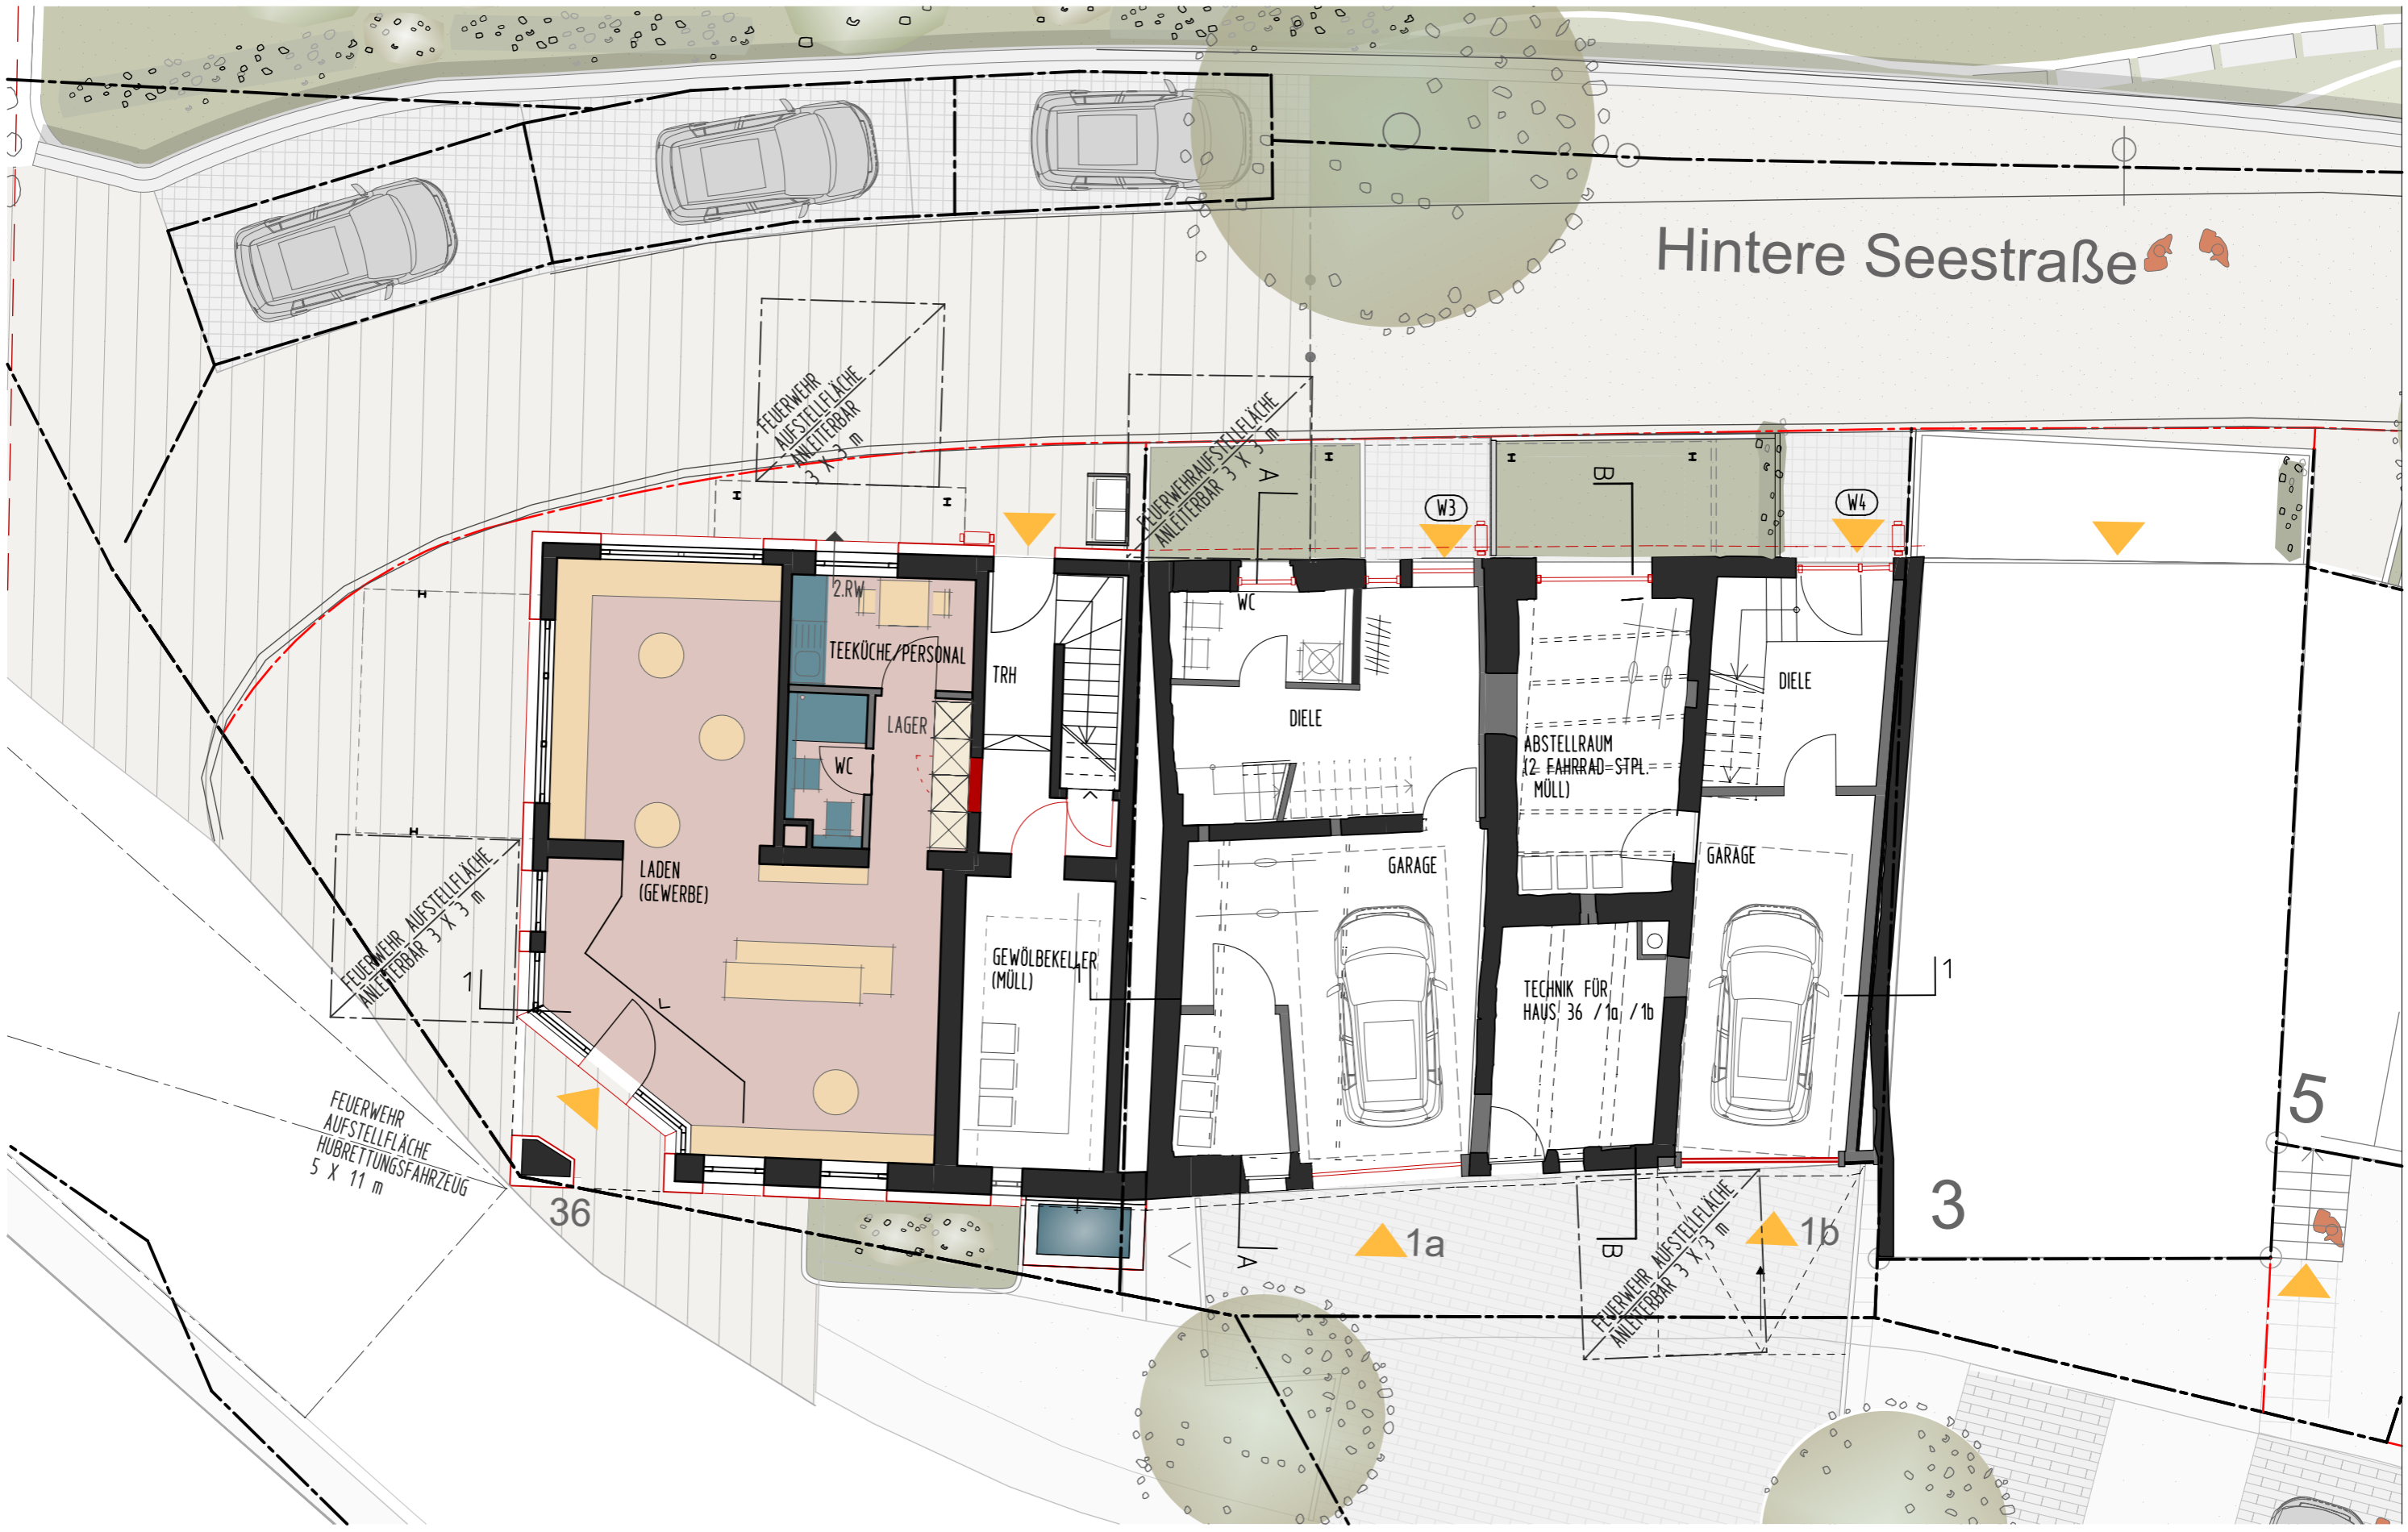 Hintere Seestraße
FEUERWEHR
AUFSTELLFLÄCHE
ANLEITERBAR
3 X 3 m
FEUERWEHRAUFSTELLFLÄCHE
ANLEITERBAR 3 X 3 m
A
B
W3
W4
2.RW
TEEKÜCHE/PERSONAL
WC
TRH
DIELE
DIELE
LAGER
WC
ABSTELLRAUM
(2 FAHRRAD-STPL.
MÜLL)
LADEN
(GEWERBE)
GARAGE
GARAGE
FEUERWEHR AUFSTELLFLÄCHE
ANLEITERBAR 3 X 3 m
1
GEWÖLBEKELLER
(MÜLL)
1
TECHNIK FÜR
HAUS 36 /1a /1b
1
5
FEUERWEHR
AUFSTELLFLÄCHE
HUBRETTUNGSFAHRZEUG
5 X 11 m
36
A
1a
B
FEUERWEHR AUFSTELLFLÄCHE
ANLEITERBAR 3 X 3 m
1b
3